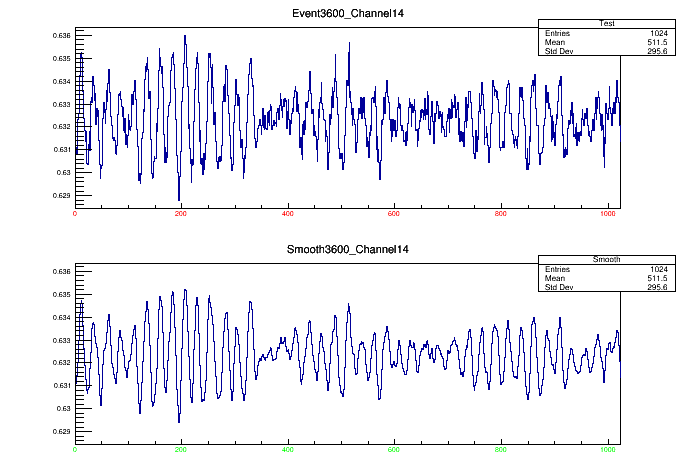 Event3600_Channel14
Test
Entries 1024
Mean 511.5
Std Dev 295.6
0.636
0.635
0.634
0.633
0.632
0.631
0.63
0.629
0 200 400 600 800 1000
Smooth3600_Channel14
Smooth
Entries 1024
Mean 511.5
Std Dev 295.6
0.636
0.635
0.634
0.633
0.632
0.631
0.63
0.629
0 200 400 600 800 1000